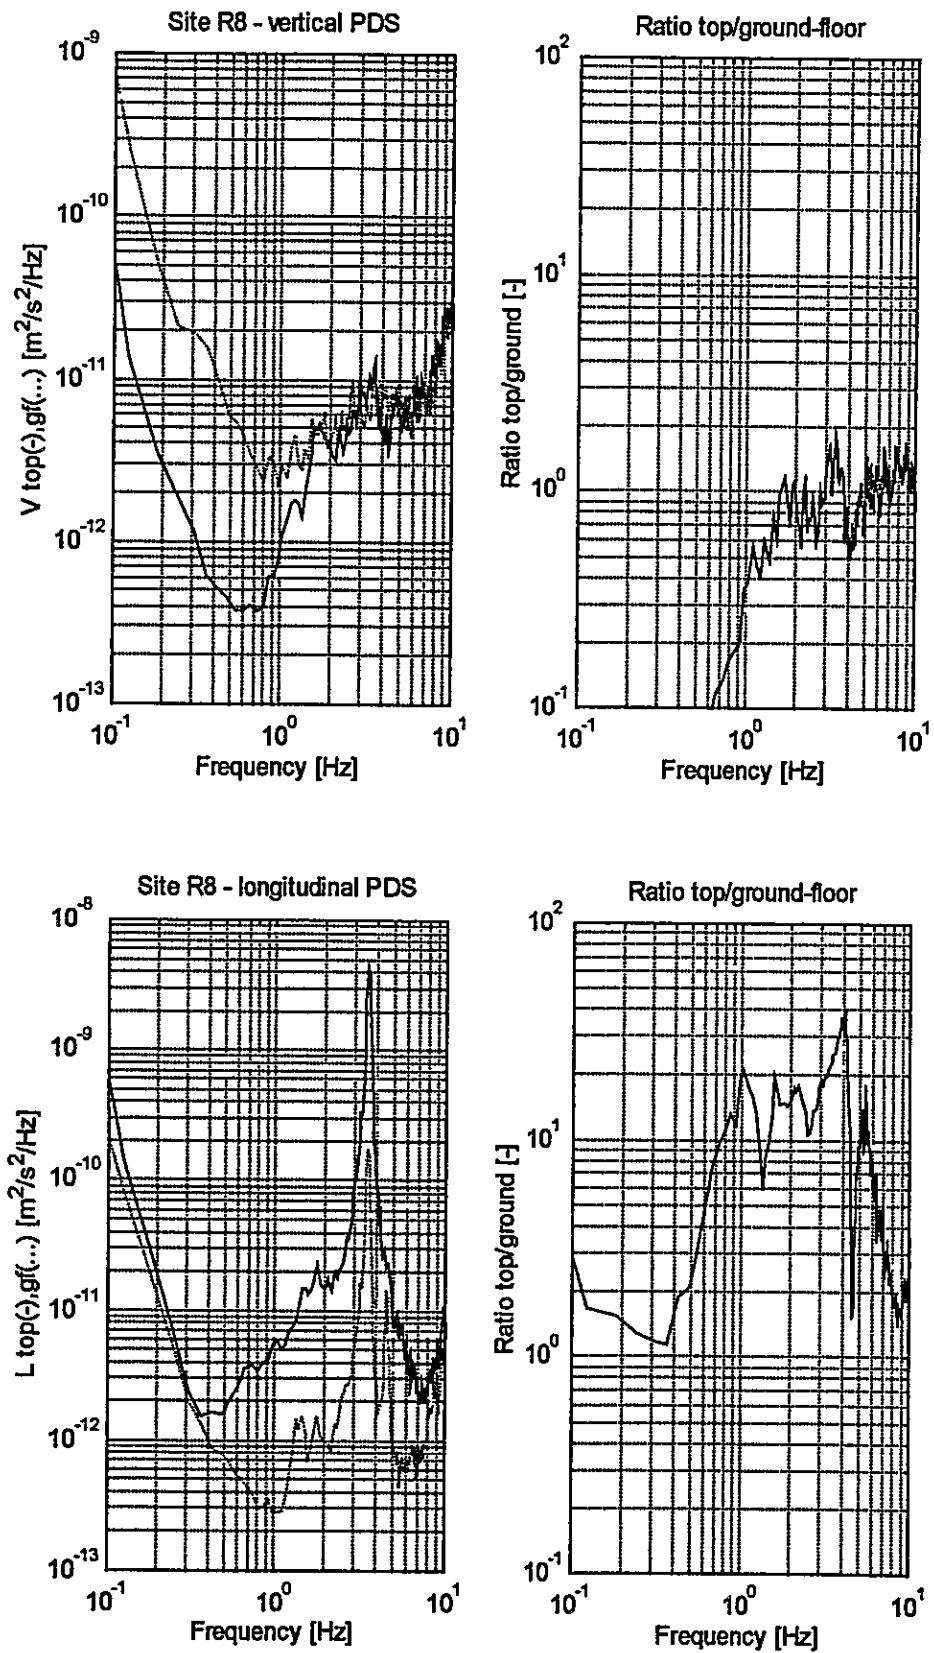 Site R8 - vertical PDS
V top(-),gf(...) [m²/s²/Hz]
10⁻⁹
10⁻¹⁰
10⁻¹¹
10⁻¹²
10⁻¹³
10⁻¹ 10⁰ 10¹
Frequency [Hz]
Ratio top/ground-floor
Ratio top/ground [-]
10²
10¹
10⁰
10⁻¹
10⁻¹ 10⁰ 10¹
Frequency [Hz]
Site R8 - longitudinal PDS
L top(-),gf(...) [m²/s²/Hz]
10⁻⁸
10⁻⁹
10⁻¹⁰
10⁻¹¹
10⁻¹²
10⁻¹³
10⁻¹ 10⁰ 10¹
Frequency [Hz]
Ratio top/ground-floor
Ratio top/ground [-]
10²
10¹
10⁰
10⁻¹
10⁻¹ 10⁰ 10¹
Frequency [Hz]